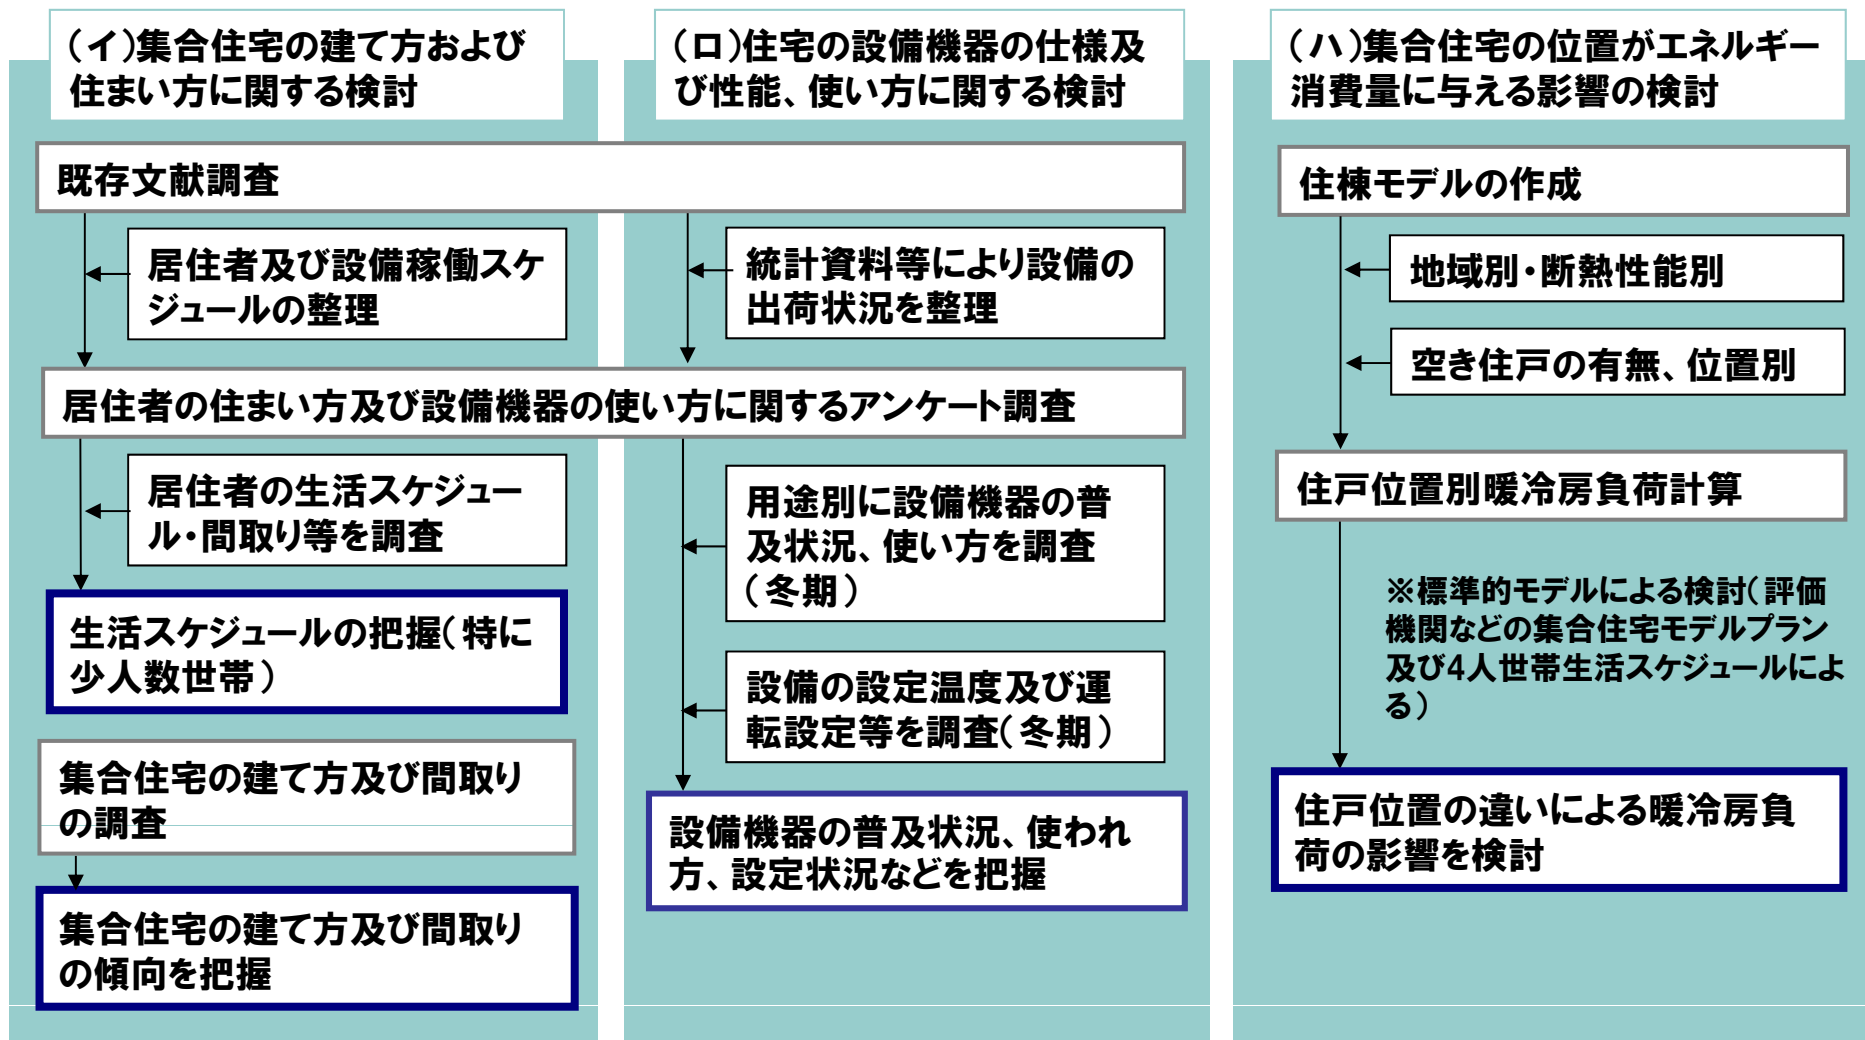 （イ）集合住宅の建て方および
住まい方に関する検討
（ロ）住宅の設備機器の仕様及
び性能、使い方に関する検討
（ハ）集合住宅の位置がエネルギー
消費量に与える影響の検討
既存文献調査
居住者及び設備稼働スケ
ジュールの整理
統計資料等により設備の
出荷状況を整理
居住者の住まい方及び設備機器の使い方に関するアンケート調査
居住者の生活スケジュー
ル・間取り等を調査
用途別に設備機器の普
及状況、使い方を調査
（冬期）
生活スケジュールの把握（特に
少人数世帯）
設備の設定温度及び運
転設定等を調査（冬期）
集合住宅の建て方及び間取り
の調査
設備機器の普及状況、使われ
方、設定状況などを把握
集合住宅の建て方及び間取り
の傾向を把握
住棟モデルの作成
地域別・断熱性能別
空き住戸の有無、位置別
住戸位置別暖冷房負荷計算
※標準的モデルによる検討（評価
機関などの集合住宅モデルプラン
及び4人世帯生活スケジュールによ
る）
住戸位置の違いによる暖冷房負
荷の影響を検討